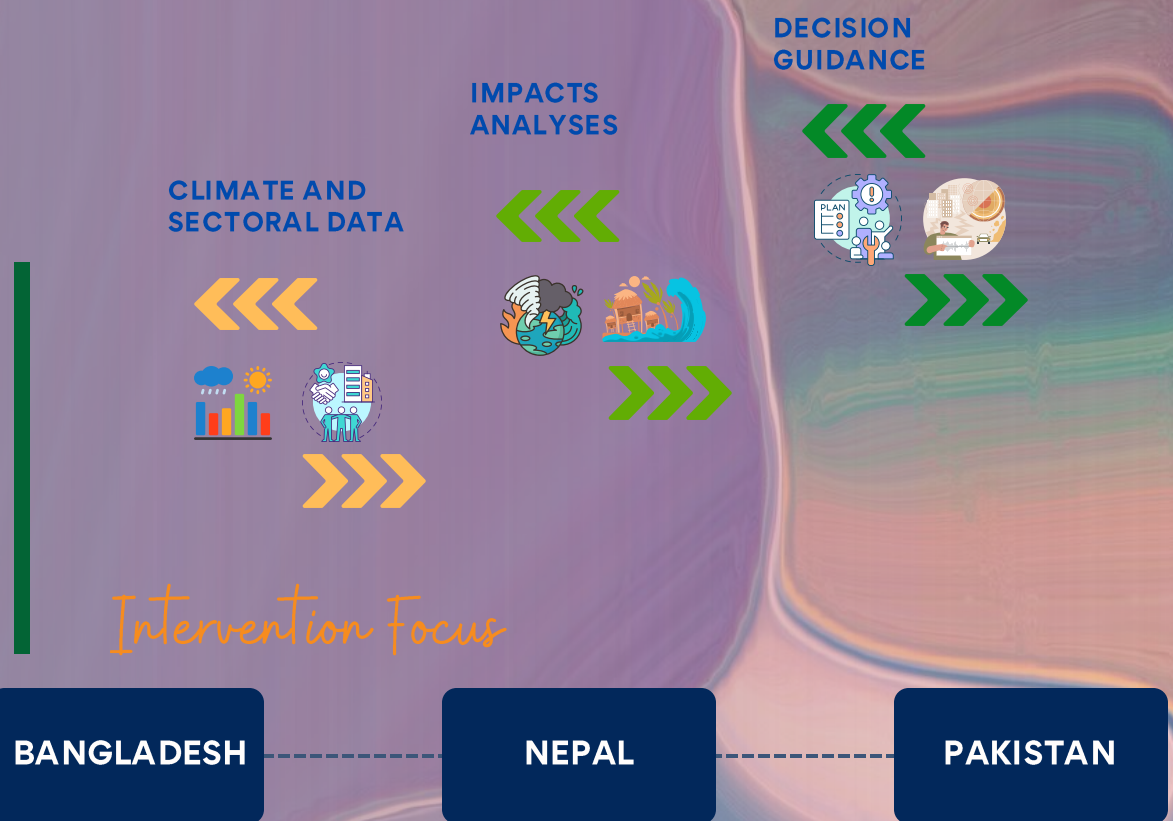 DECISION
GUIDANCE
IMPACTS
ANALYSES
CLIMATE AND
SECTORAL DATA
PLAN
Intervention Focus
BANGLADESH
NEPAL
PAKISTAN